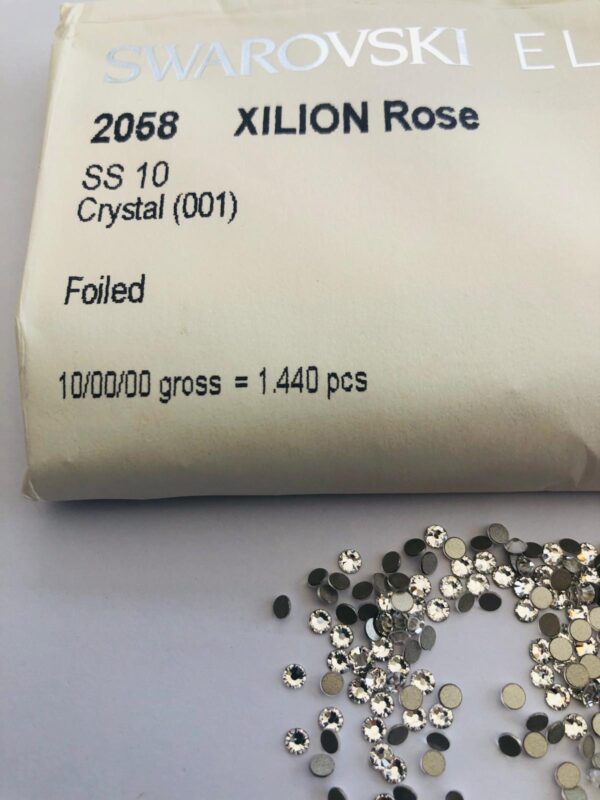 SWAROVSKI EL
2058 XILION Rose
SS 10
Crystal (001)
Foiled
10/00/00 gross = 1.440 pcs